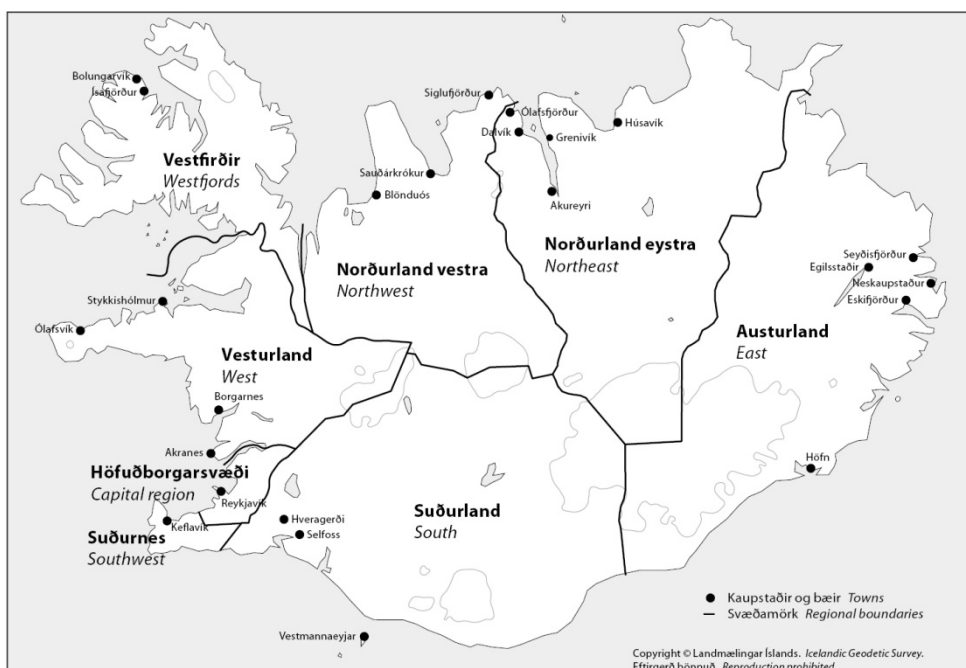 Bolungarvík
Ísafjörður
Vestfirðir
Westfjords
Siglufjörður
Ólafsfjörður
Dalvík
Grenivík
Húsavík
Sauðárkrókur
Blönduós
Akureyri
Norðurland vestra
Northwest
Norðurland eystra
Northeast
Seyðisfjörður
Egilsstaðir
Neskaupstaður
Eskifjörður
Stykkishólmur
Ólafsvík
Vesturland
West
Austurland
East
Borgarnes
Akranes
Höfuðborgarsvæði
Capital region
Reykjavík
Höfn
Keflavík
Suðurnes
Southwest
Hveragerði
Selfoss
Suðurland
South
Vestmannaeyjar
Kaupstaðir og bæir Towns
Svæðamörk Regional boundaries
Copyright © Landmælingar Íslands. Icelandic Geodetic Survey.
Eftirgerð bönnuð. Reproduction prohibited.